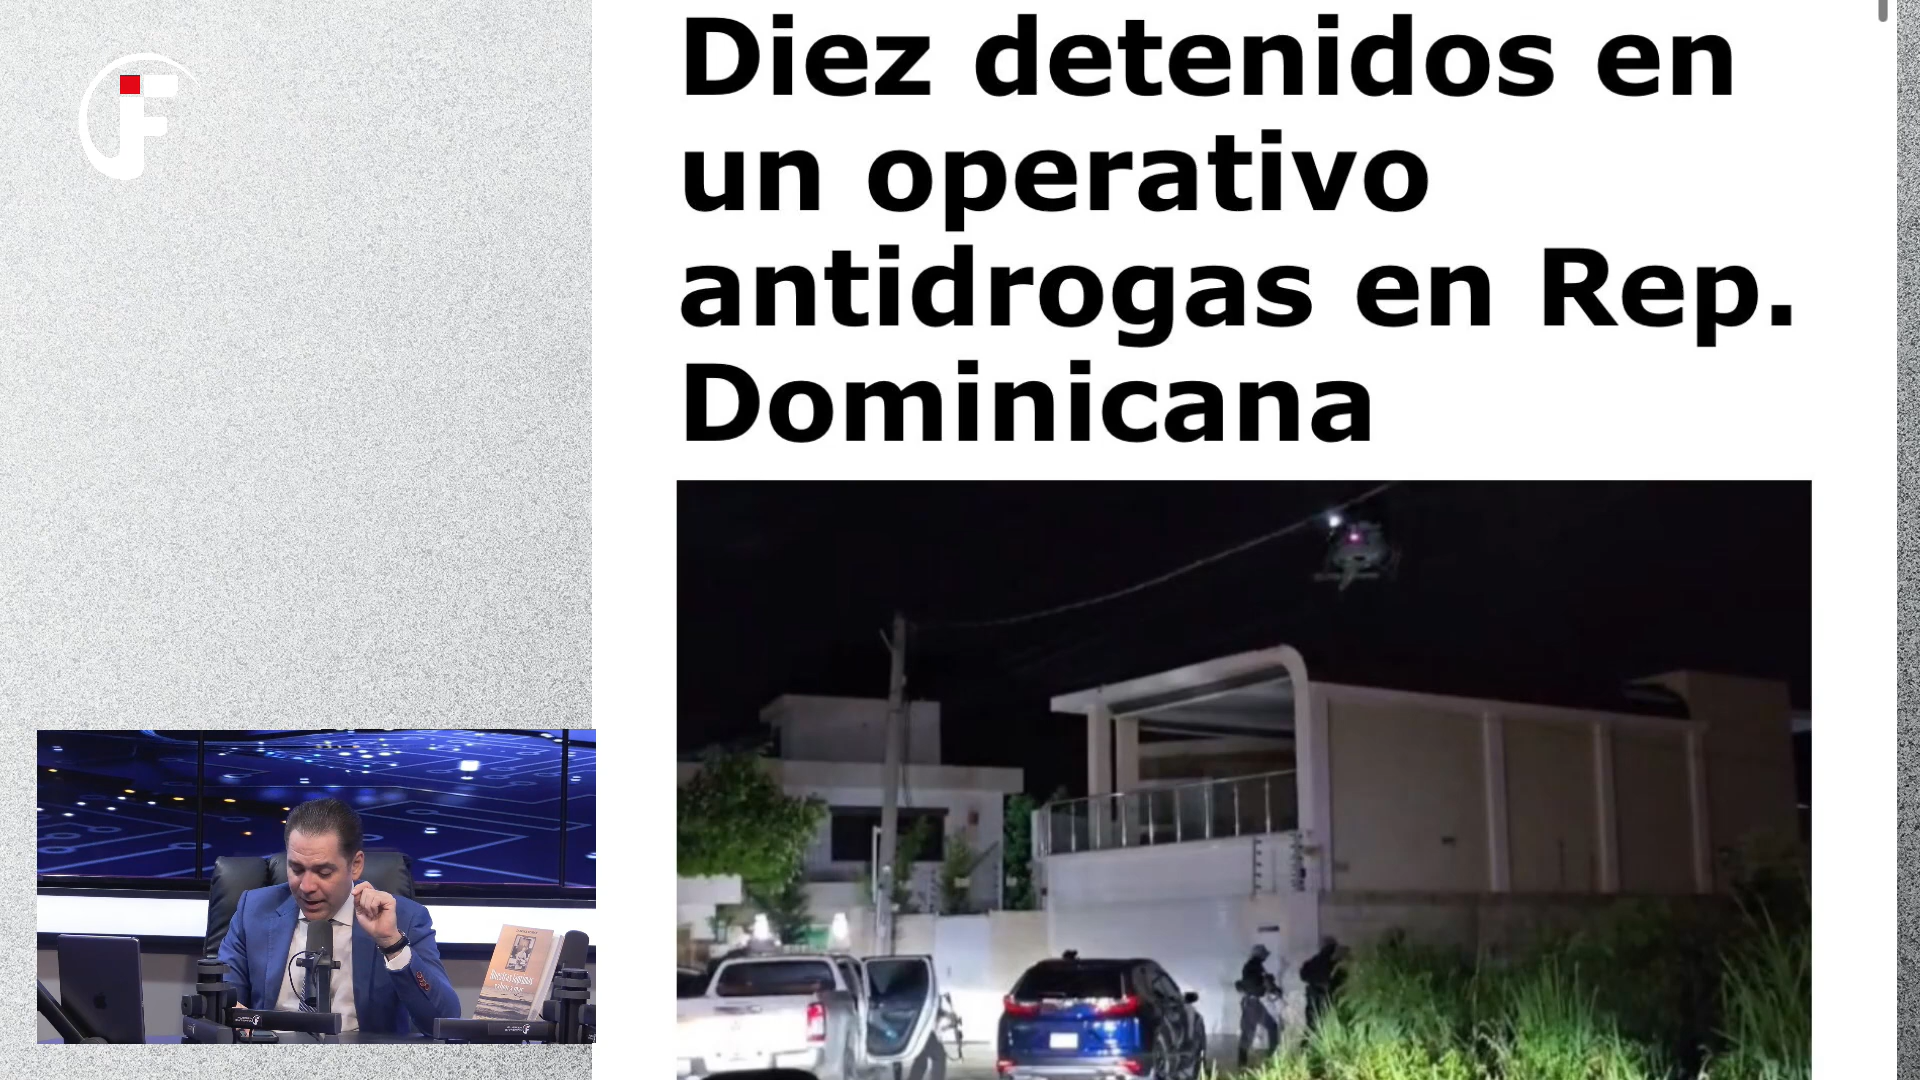 Diez detenidos en
un operativo
antidrogas en Rep.
Dominicana